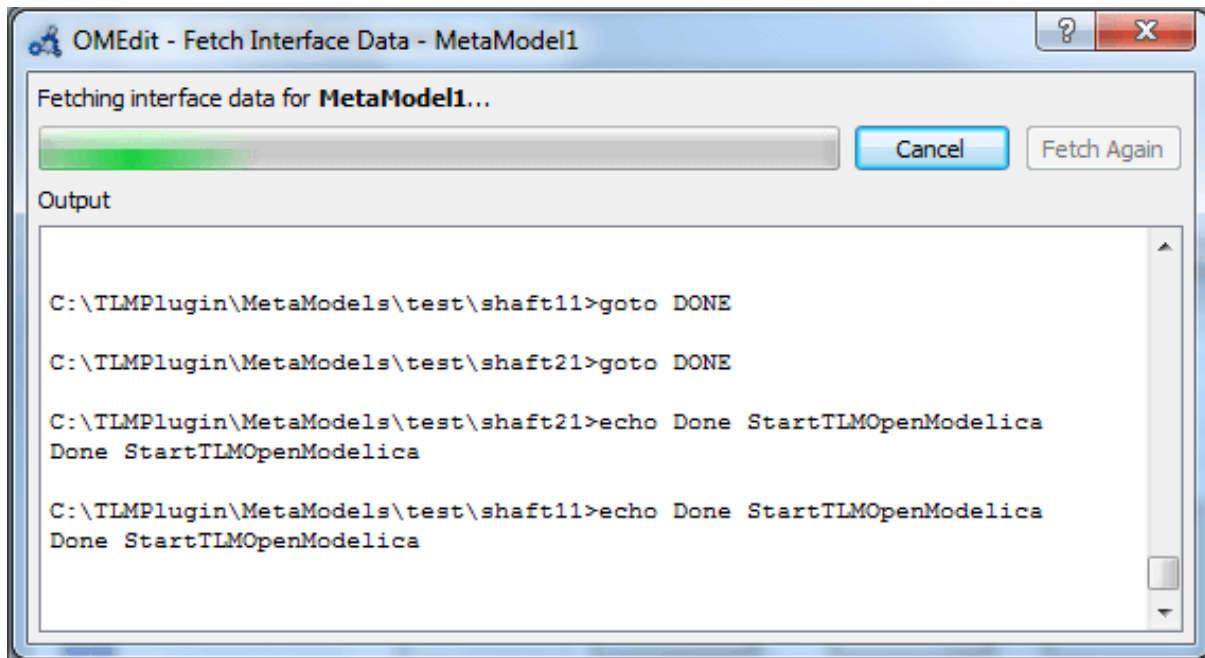 OMEdit - Fetch Interface Data - MetaModel1
?
X
Fetching interface data for MetaModel1...
Cancel
Fetch Again
Output
C:\TLMPlugin\MetaModels\test\shaft11>goto DONE
C:\TLMPlugin\MetaModels\test\shaft21>goto DONE
C:\TLMPlugin\MetaModels\test\shaft21>echo Done StartTLMOpenModelica
Done StartTLMOpenModelica
C:\TLMPlugin\MetaModels\test\shaft11>echo Done StartTLMOpenModelica
Done StartTLMOpenModelica